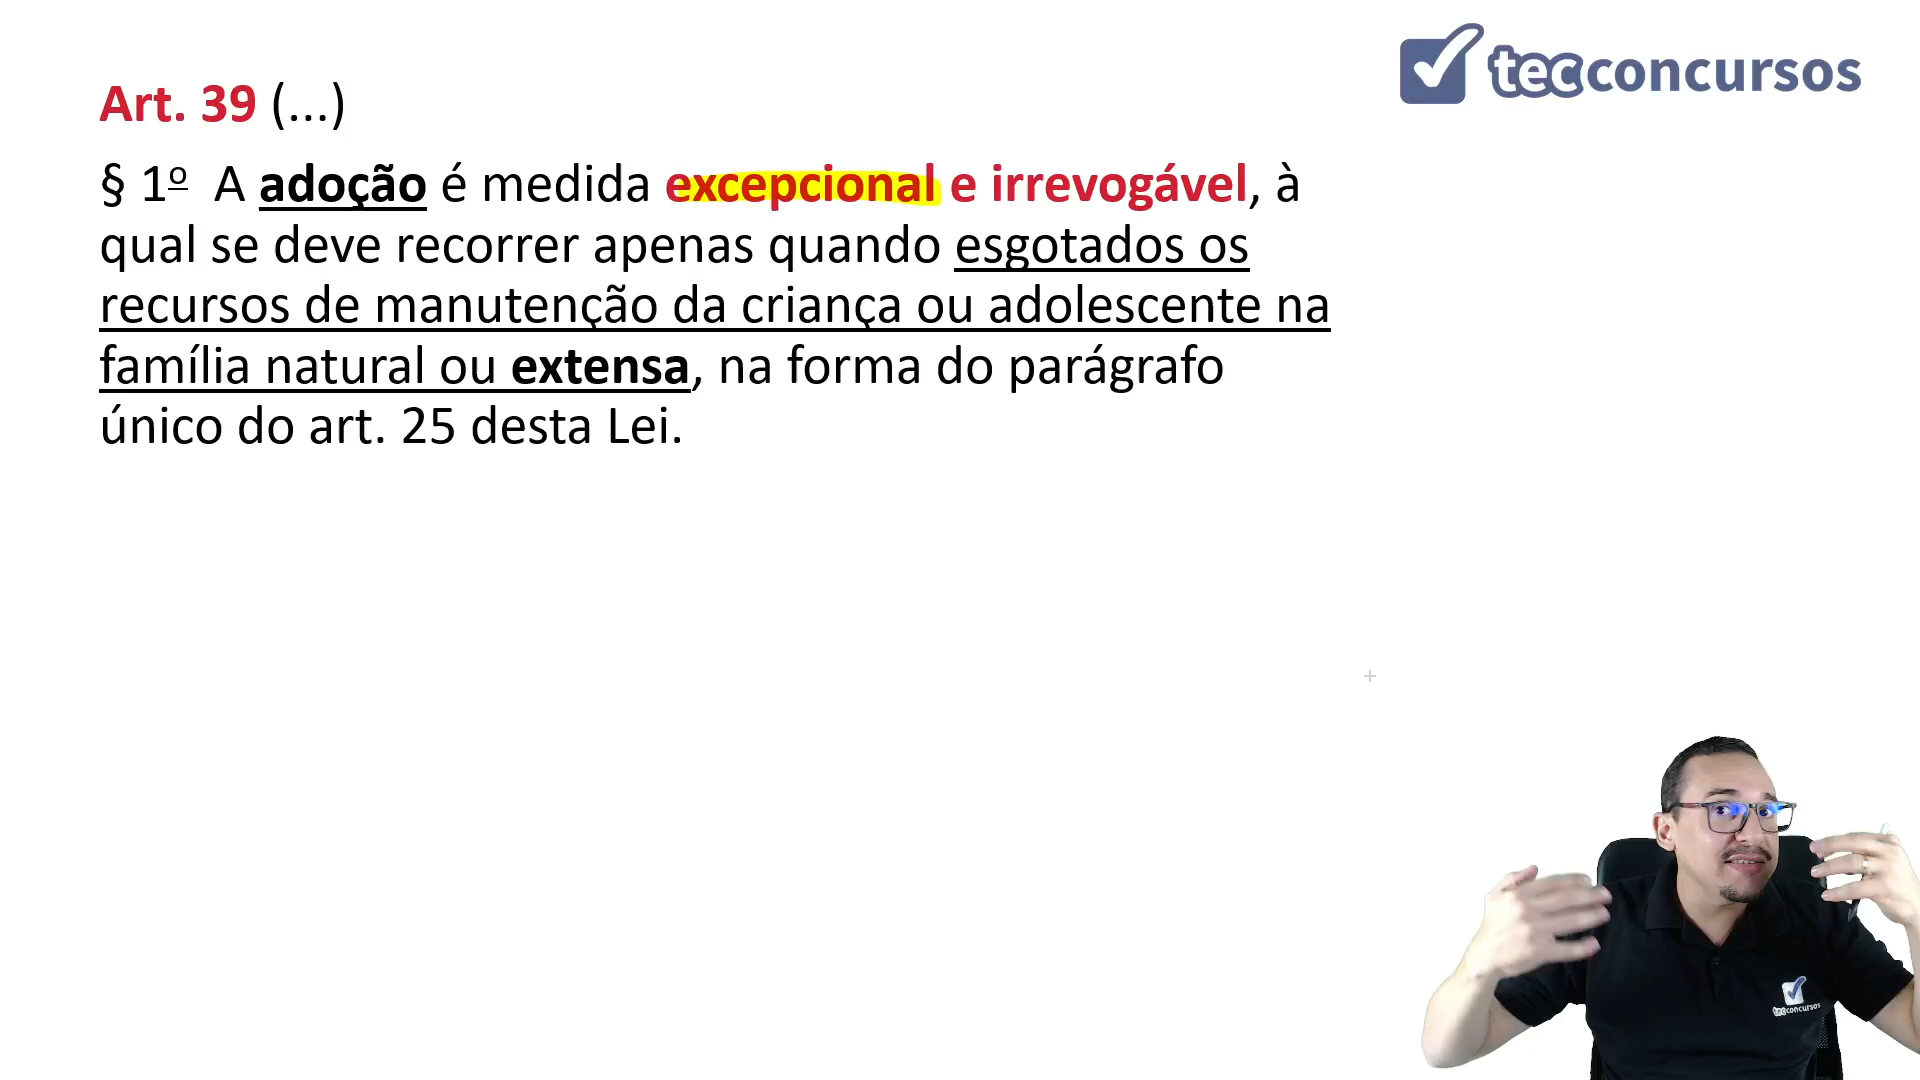 tecconcursos
Art. 39 (...)
§ 1º A adoção é medida excepcional e irrevogável, à
qual se deve recorrer apenas quando esgotados os
recursos de manutenção da criança ou adolescente na
família natural ou extensa, na forma do parágrafo
único do art. 25 desta Lei.
tecconcursos